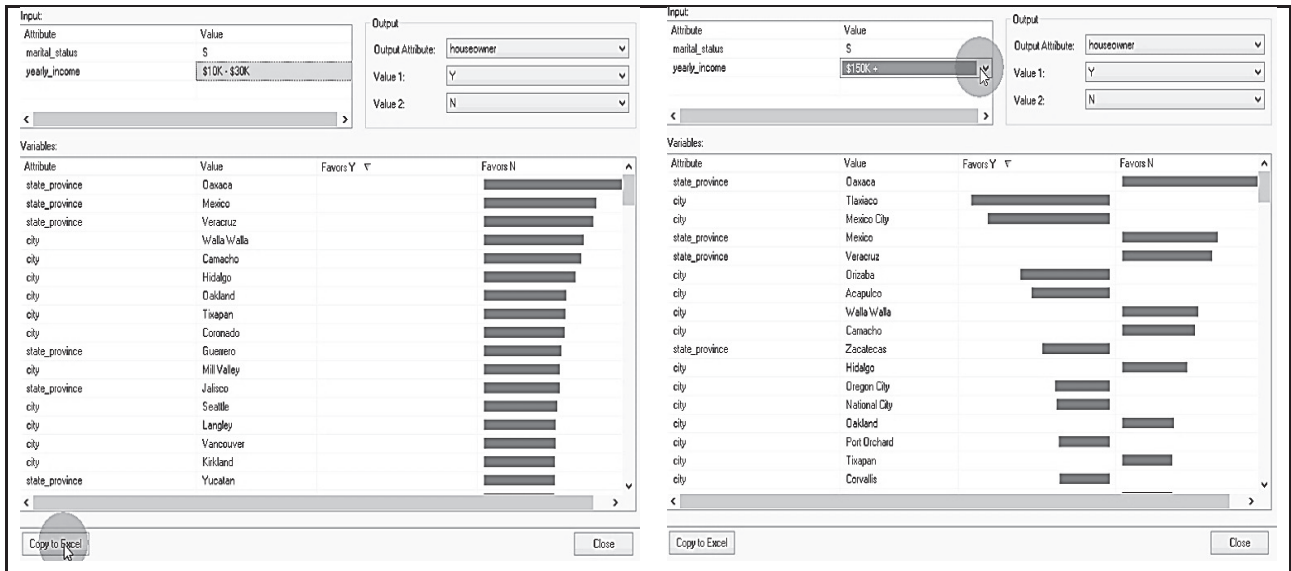 Input:
Attribute Value
marital_status S
yearly_income $10K - $30K
Output
Output Attribute: houseowner
Value 1: Y
Value 2: N
Variables:
Attribute Value Favors Y Favors N
state_province Oaxaca
state_province Mexico
state_province Veracruz
city Walla Walla
city Camacho
city Hidalgo
city Oakland
city Tixapan
city Coronado
state_province Guerrero
city Mill Valley
state_province Jalisco
city Seattle
city Langley
city Vancouver
city Kirkland
state_province Yucatan
Copy to Excel Close
Input:
Attribute Value
marital_status S
yearly_income $150K +
Output
Output Attribute: houseowner
Value 1: Y
Value 2: N
Variables:
Attribute Value Favors Y Favors N
state_province Oaxaca
city Tlaxiaco
city Mexico City
state_province Mexico
state_province Veracruz
city Orizaba
city Acapulco
city Walla Walla
city Camacho
state_province Zacatecas
city Hidalgo
city Oregon City
city National City
city Oakland
city Port Orchard
city Tixapan
city Corvallis
Copy to Excel Close